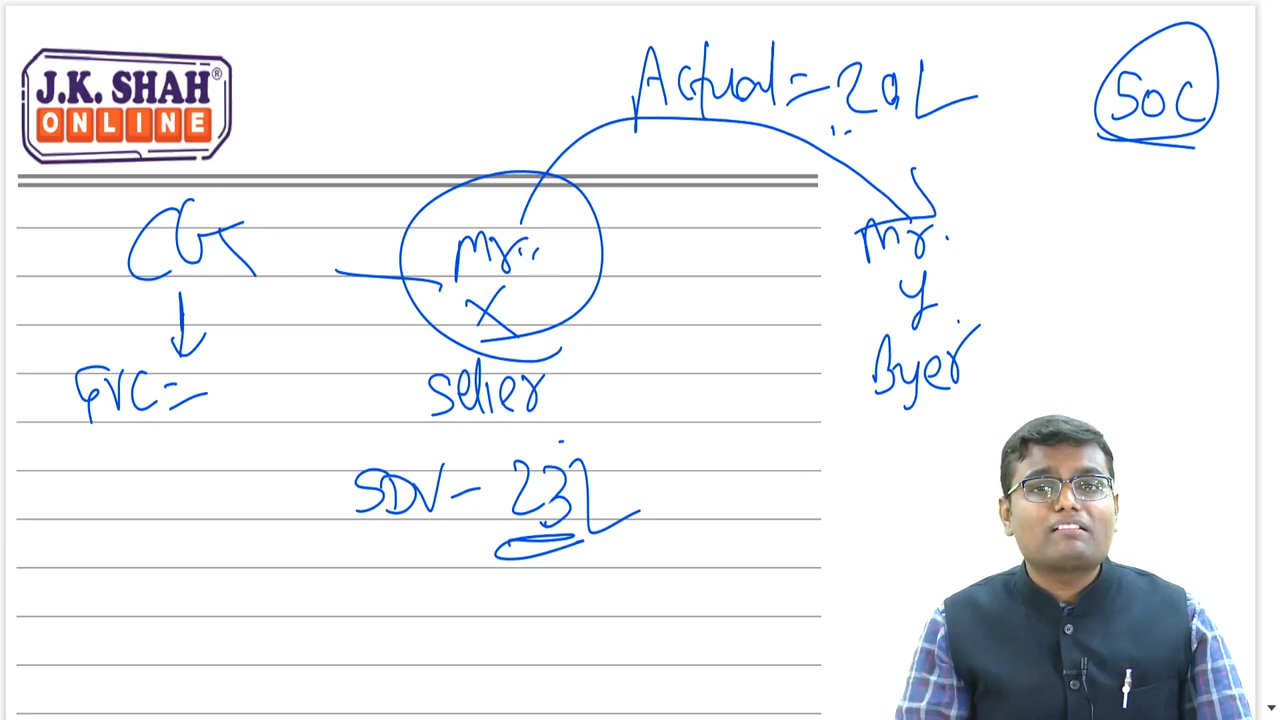 J.K. SHAH®
ONLINE
Actual = 20L
50C
CG
Mr.
X
Seller
Mr.
y
Byer
FVC =
SDV - 23L